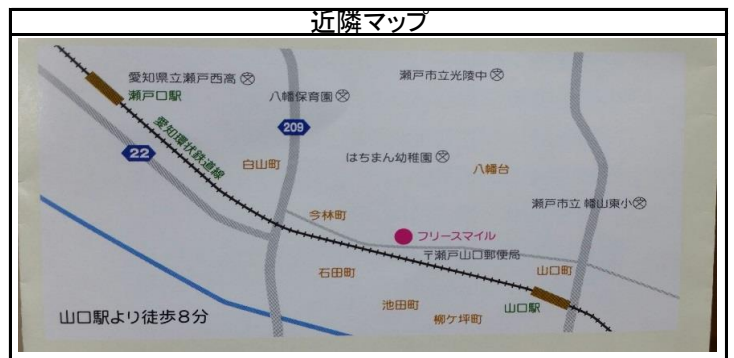 近隣マップ
愛知県立瀬戸西高
瀬戸市立光陵中
瀬戸口駅
八幡保育園
209
22
愛知環状鉄道線
はちまん幼稚園
白山町
八幡台
瀬戸市立 幡山東小
今林町
フリースマイル
〒瀬戸山口郵便局
石田町
山口町
池田町
山口駅
山口駅より徒歩8分
柳ケ坪町